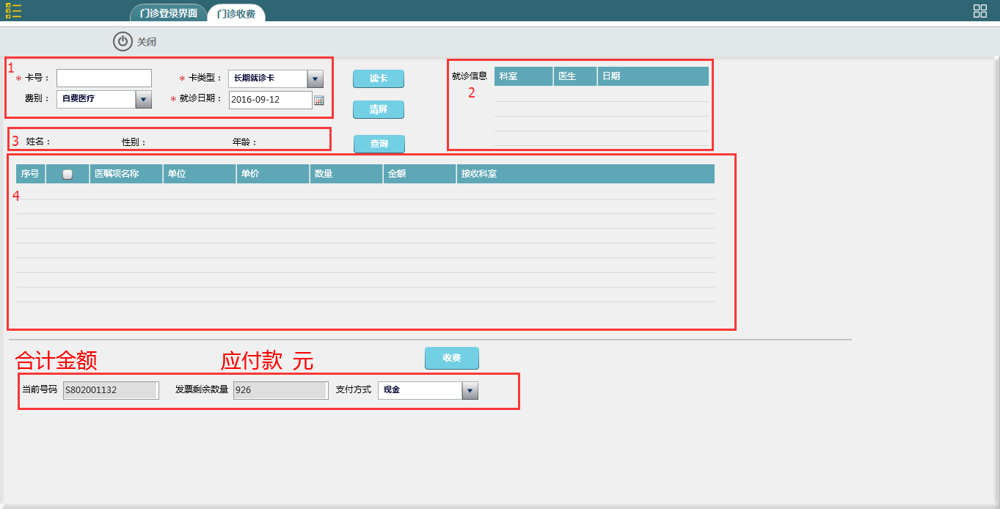 门诊登录界面 门诊收费
关闭
1
* 卡号： * 卡类型： 长期就诊卡 读卡
费别： 自费医疗 * 就诊日期： 2016-09-12 清屏
就诊信息 科室 医生 日期
2
3 姓名： 性别： 年龄： 查询
序号 医嘱项名称 单位 单价 数量 金额 接收科室
4
合计金额 应付款 元 收费
当前号码 S802001132 发票剩余数量 926 支付方式 现金